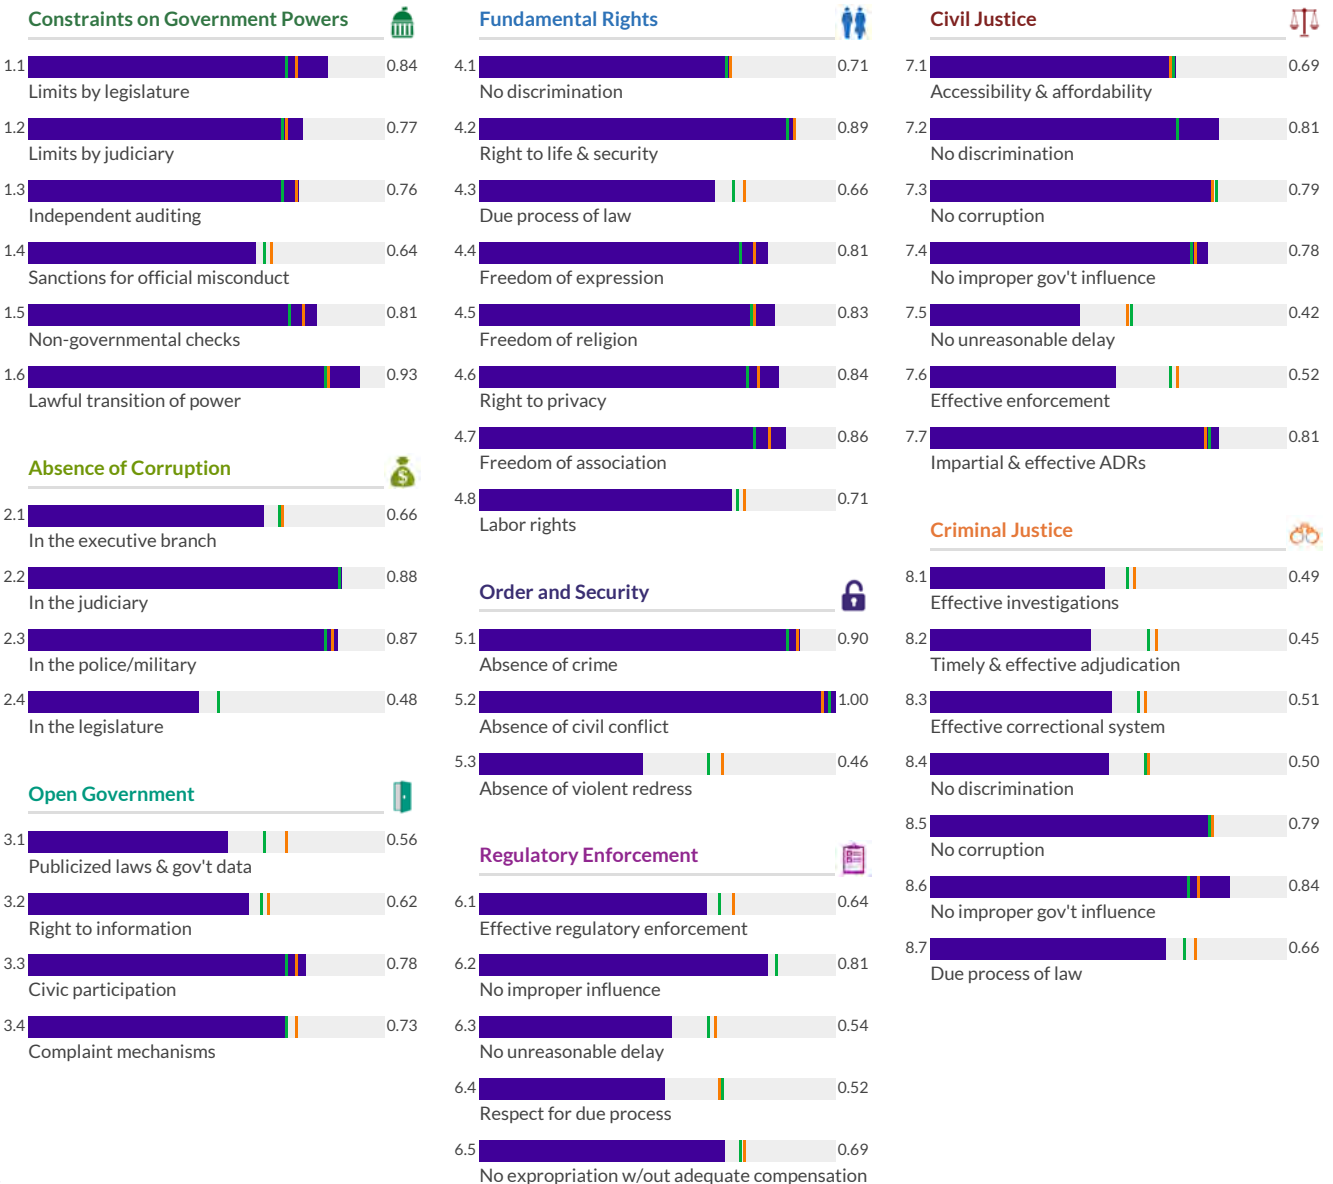 Constraints on Government Powers
1.1 0.84
Limits by legislature
1.2 0.77
Limits by judiciary
1.3 0.76
Independent auditing
1.4 0.64
Sanctions for official misconduct
1.5 0.81
Non-governmental checks
1.6 0.93
Lawful transition of power
Absence of Corruption
2.1 0.66
In the executive branch
2.2 0.88
In the judiciary
2.3 0.87
In the police/military
2.4 0.48
In the legislature
Open Government
3.1 0.56
Publicized laws & gov't data
3.2 0.62
Right to information
3.3 0.78
Civic participation
3.4 0.73
Complaint mechanisms
Fundamental Rights
4.1 0.71
No discrimination
4.2 0.89
Right to life & security
4.3 0.66
Due process of law
4.4 0.81
Freedom of expression
4.5 0.83
Freedom of religion
4.6 0.84
Right to privacy
4.7 0.86
Freedom of association
4.8 0.71
Labor rights
Order and Security
5.1 0.90
Absence of crime
5.2 1.00
Absence of civil conflict
5.3 0.46
Absence of violent redress
Regulatory Enforcement
6.1 0.64
Effective regulatory enforcement
6.2 0.81
No improper influence
6.3 0.54
No unreasonable delay
6.4 0.52
Respect for due process
6.5 0.69
No expropriation w/out adequate compensation
Civil Justice
7.1 0.69
Accessibility & affordability
7.2 0.81
No discrimination
7.3 0.79
No corruption
7.4 0.78
No improper gov't influence
7.5 0.42
No unreasonable delay
7.6 0.52
Effective enforcement
7.7 0.81
Impartial & effective ADRs
Criminal Justice
8.1 0.49
Effective investigations
8.2 0.45
Timely & effective adjudication
8.3 0.51
Effective correctional system
8.4 0.50
No discrimination
8.5 0.79
No corruption
8.6 0.84
No improper gov't influence
8.7 0.66
Due process of law